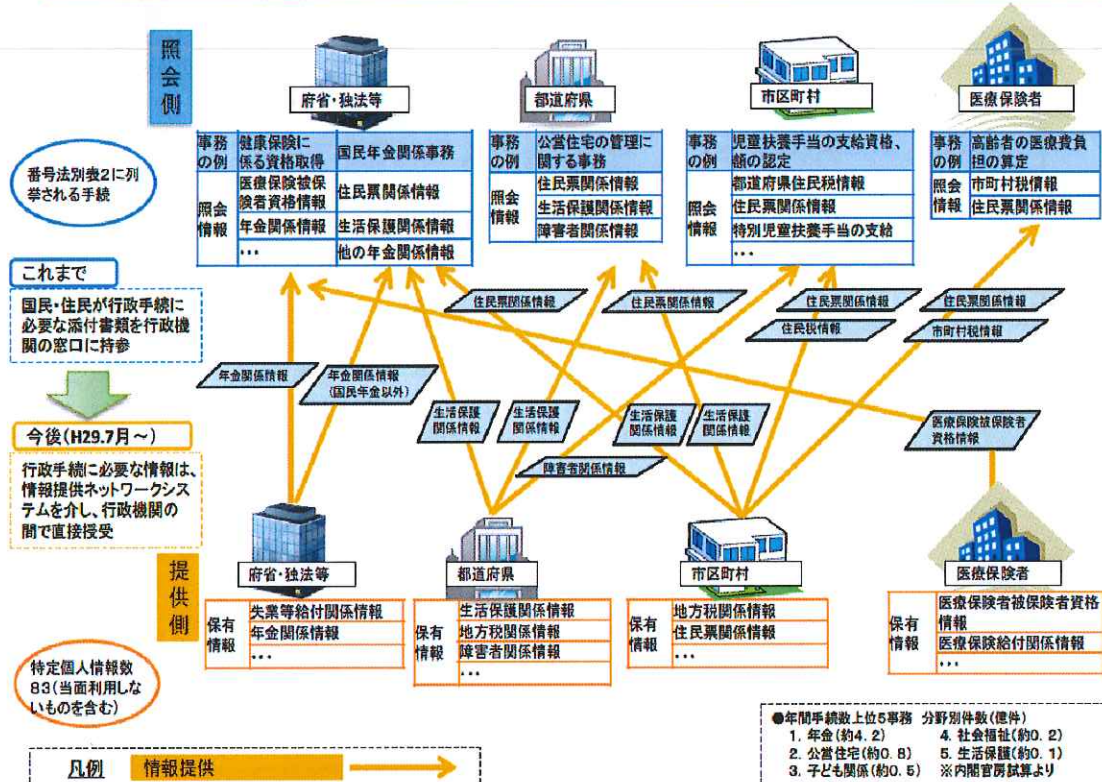 照会側
府省・独法等
都道府県
市区町村
医療保険者
番号法別表2に列
挙される手続
事務
の例
健康保険に
係る資格取得
国民年金関係事務
照会
情報
医療保険被保
険者資格情報
住民票関係情報
年金関係情報
生活保護関係情報
…
他の年金関係情報
事務
の例
公営住宅の管理に
関する事務
照会
情報
住民票関係情報
生活保護関係情報
障害者関係情報
事務
の例
児童扶養手当の支給資格、
額の認定
照会
情報
都道府県住民税情報
住民票関係情報
特別児童扶養手当の支給
…
事務
の例
高齢者の医療費負
担の算定
照会
情報
市町村税情報
住民票関係情報
これまで
国民・住民が行政手続に
必要な添付書類を行政機
関の窓口に持参
今後(H29.7月～)
行政手続に必要な情報は、
情報提供ネットワークシス
テムを介し、行政機関の
間で直接授受
住民票関係情報
住民票関係情報
住民票関係情報
住民票関係情報
住民税情報
市町村税情報
年金関係情報
年金関係情報
(国民年金以外)
生活保護
関係情報
生活保護
関係情報
生活保護
関係情報
生活保護
関係情報
医療保険被保険者
資格情報
障害者関係情報
提供側
府省・独法等
都道府県
市区町村
医療保険者
特定個人情報数
83(当面利用しな
いものを含む)
保有
情報
失業等給付関係情報
年金関係情報
…
保有
情報
生活保護関係情報
地方税関係情報
障害者関係情報
…
保有
情報
地方税関係情報
住民票関係情報
…
保有
情報
医療保険者被保険者資格
情報
医療保険給付関係情報
…
凡例
情報提供
●年間手続数上位5事務 分野別件数(億件)
1. 年金(約4.2) 4. 社会福祉(約0.2)
2. 公営住宅(約0.8) 5. 生活保護(約0.1)
3. 子ども関係(約0.5) ※内閣官房試算より